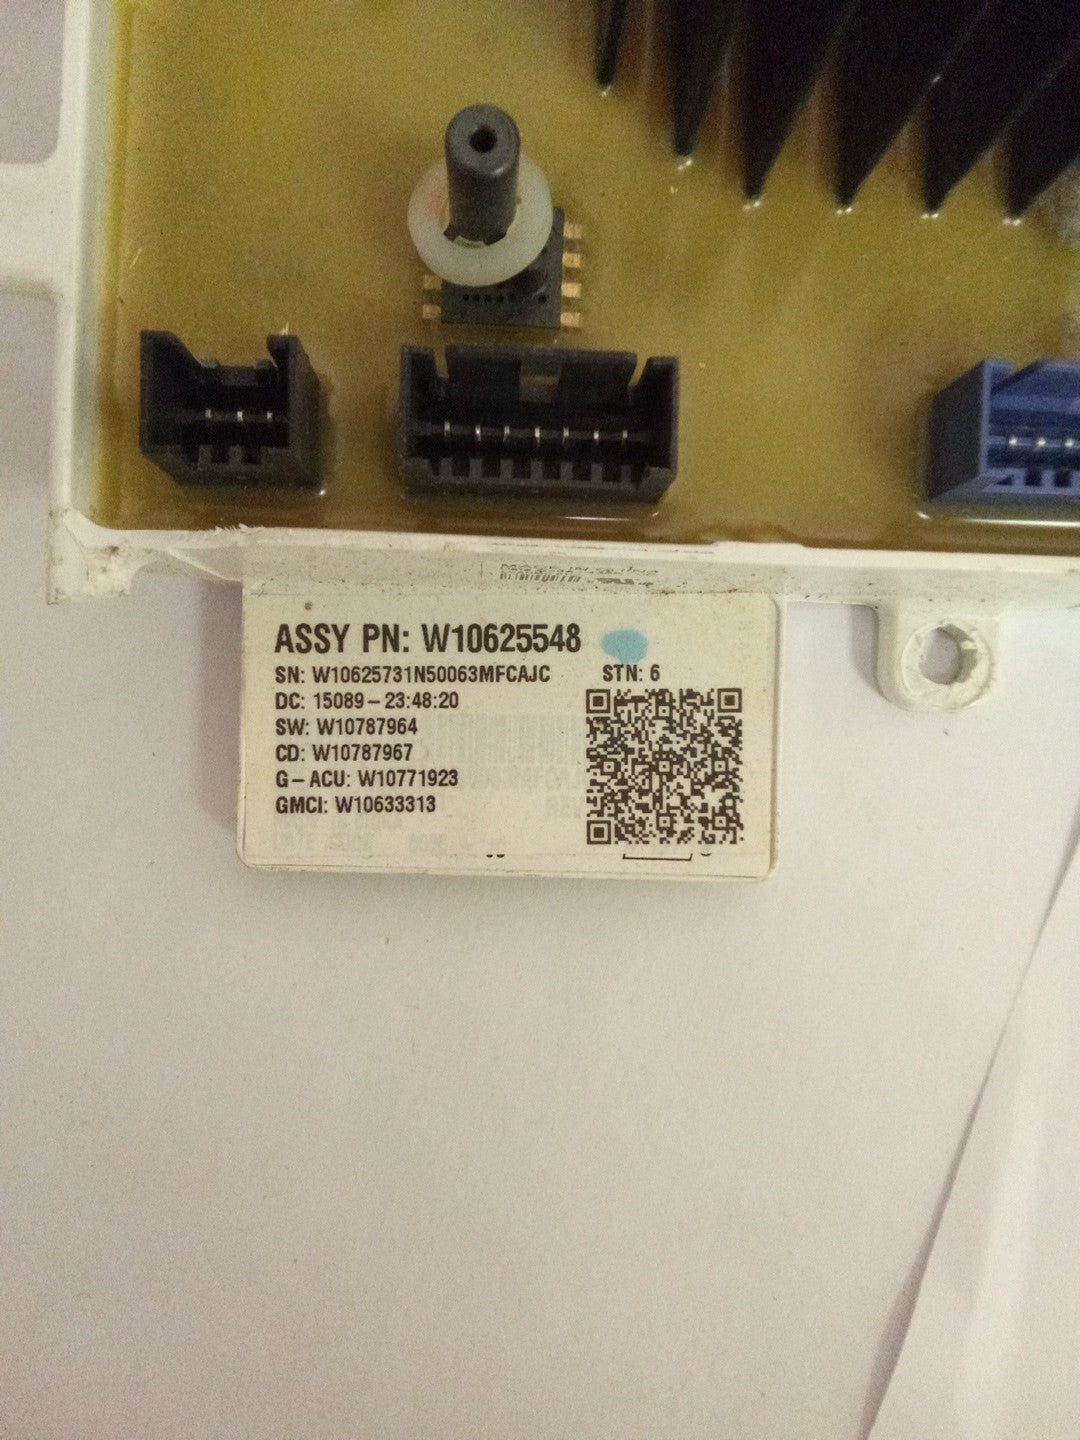 ASSY PN: W10625548
SN: W10625731N50063MFCAJC STN: 6
DC: 15089-23:48:20
SW: W10787964
CD: W10787967
G-ACU: W10771923
GMCI: W10633313